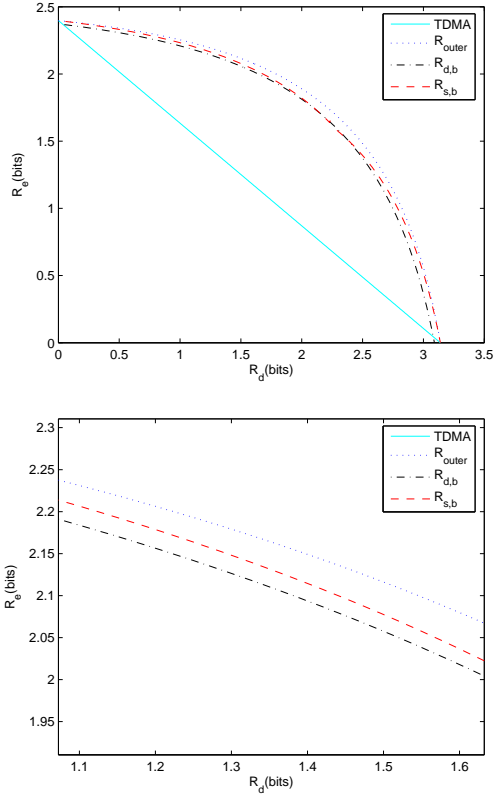 2.5
2
1.5
1
0.5
0
R_e(bits)
0 0.5 1 1.5 2 2.5 3 3.5
R_d(bits)
TDMA
R_outer
R_d,b
R_s,b
2.3
2.25
2.2
2.15
2.1
2.05
2
1.95
R_e(bits)
1.1 1.2 1.3 1.4 1.5 1.6
R_d(bits)
TDMA
R_outer
R_d,b
R_s,b